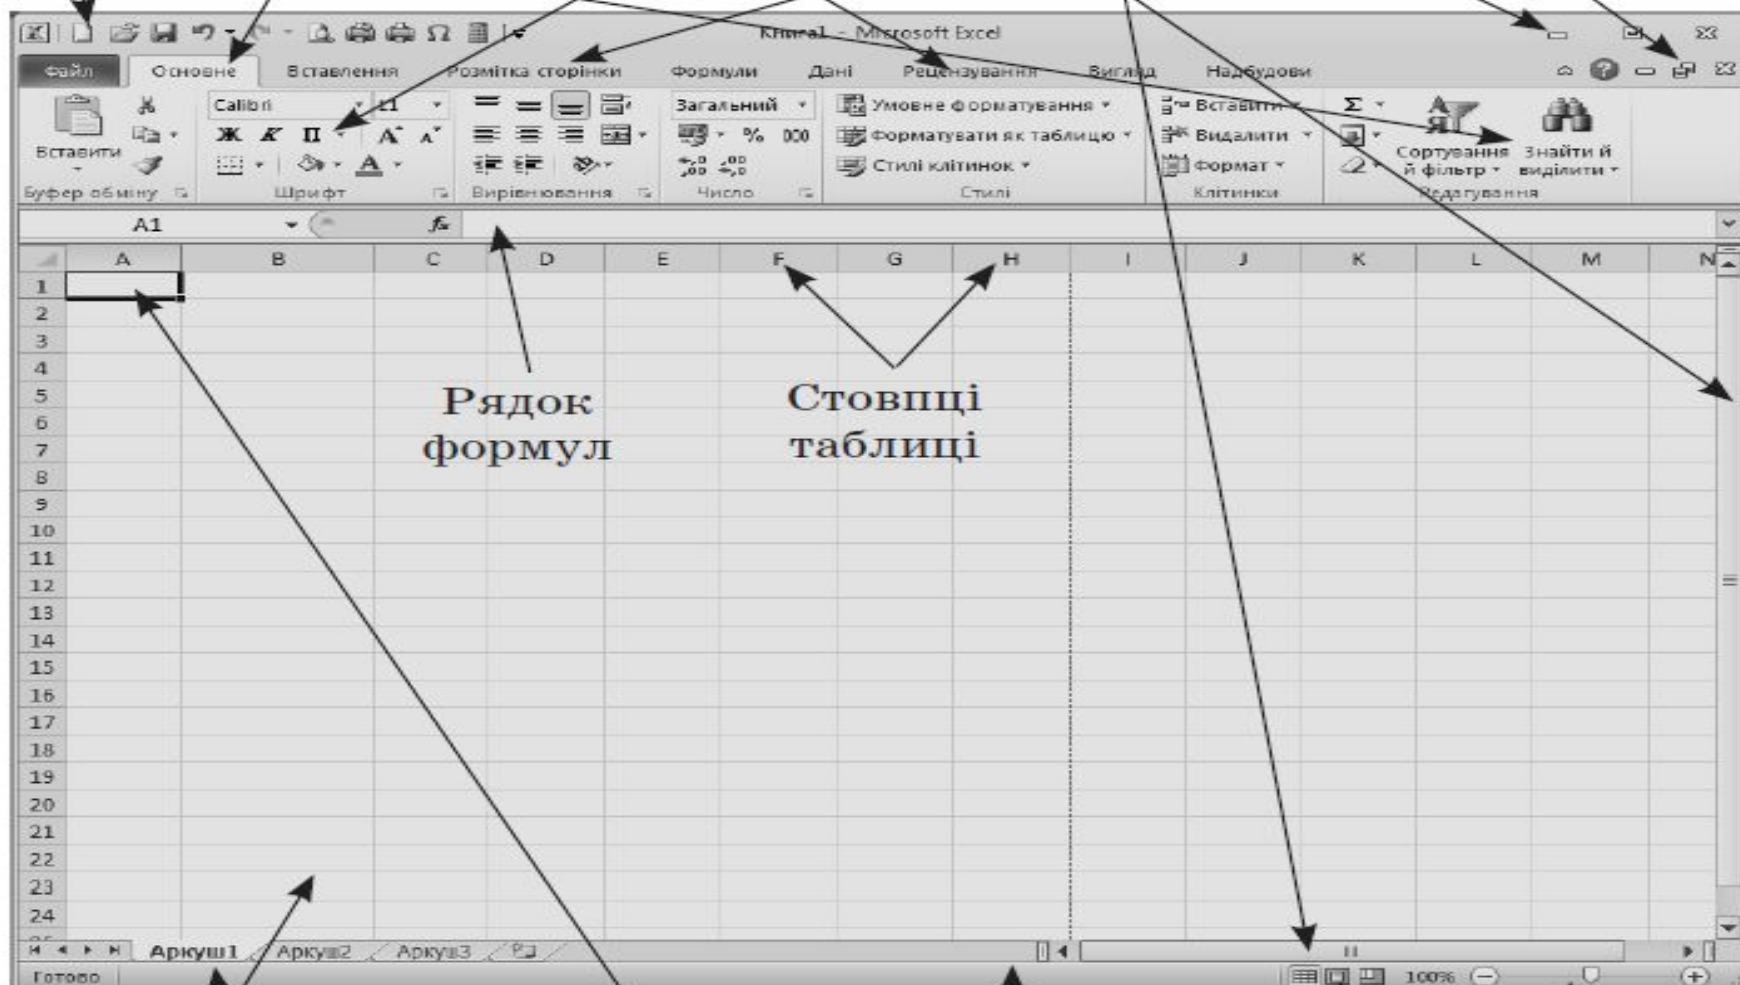 Книга1 - Microsoft Excel
Файл Основне Вставлення Розмітка сторінки Формули Дані Рецензування Вигляд Надбудови
Calibri 11 Загальний Умовне форматування Вставити Σ
Ж К П А А % 000 Форматувати як таблицю Видалити
Вставити А Стилі клітинок Формат Сортування й фільтр Знайти й виділити
Буфер обміну Шрифт Вирівнювання Число Стилі Клітинки Редагування
A1 fx
A B C D E F G H I J K L M N
1
2
3
4
5
6
7
8
9
10
11
12
13
14
15
16
17
18
19
20
21
22
23
24
Рядок
формул
Стовпці
таблиці
Аркуш1 Аркуш2 Аркуш3
Готово 100%